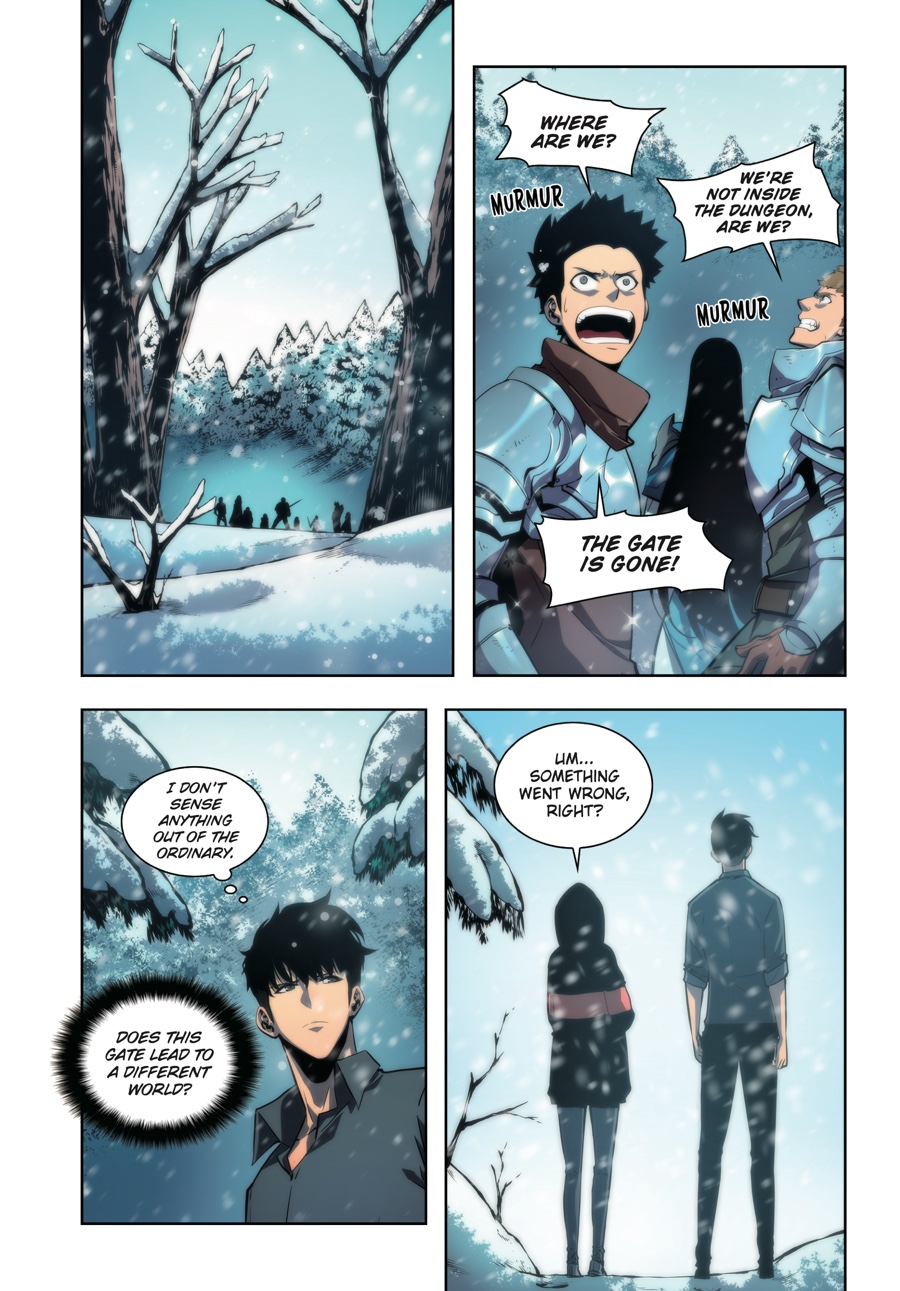 WHERE
ARE WE?
MURMUR
WE'RE
NOT INSIDE
THE DUNGEON,
ARE WE?
MURMUR
THE GATE
IS GONE!
I DON'T
SENSE
ANYTHING
OUT OF THE
ORDINARY.
DOES THIS
GATE LEAD TO
A DIFFERENT
WORLD?
UM...
SOMETHING
WENT WRONG,
RIGHT?